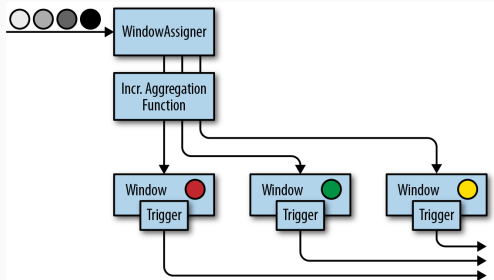 WindowAssigner
Incr. Aggregation
Function
Window
Window
Window
Trigger
Trigger
Trigger